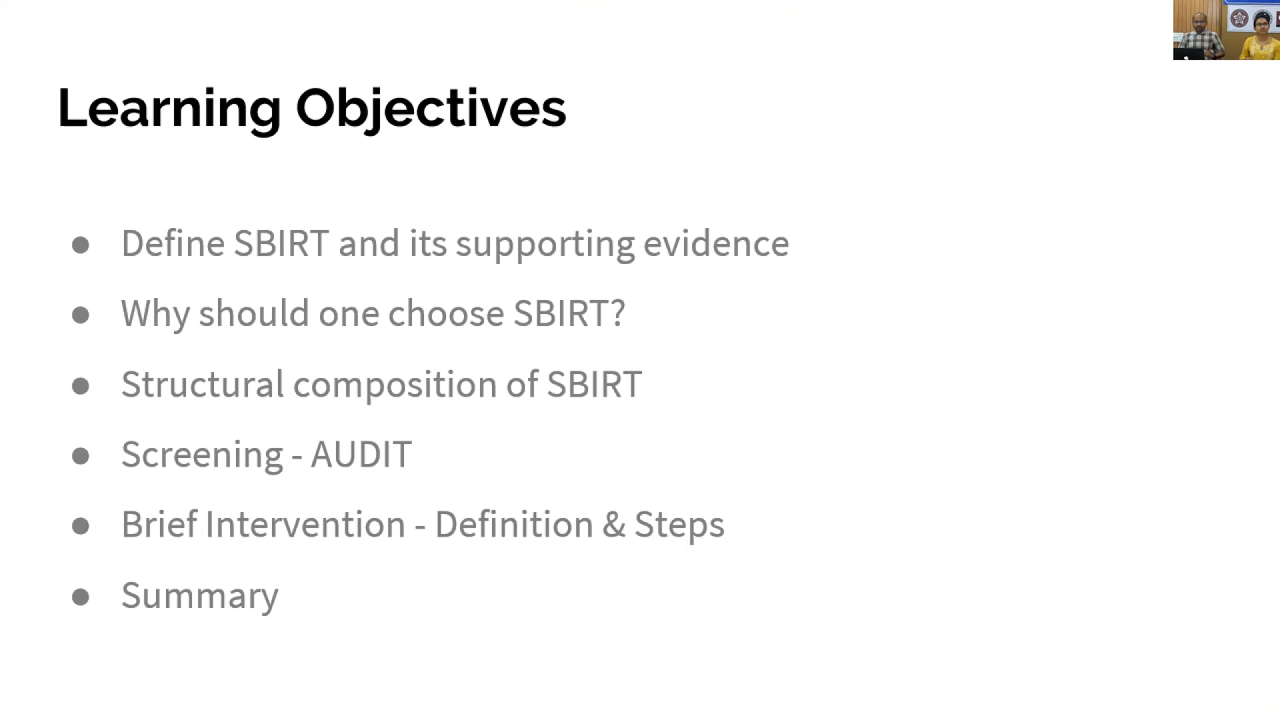 Learning Objectives
● Define SBIRT and its supporting evidence
● Why should one choose SBIRT?
● Structural composition of SBIRT
● Screening - AUDIT
● Brief Intervention - Definition & Steps
● Summary